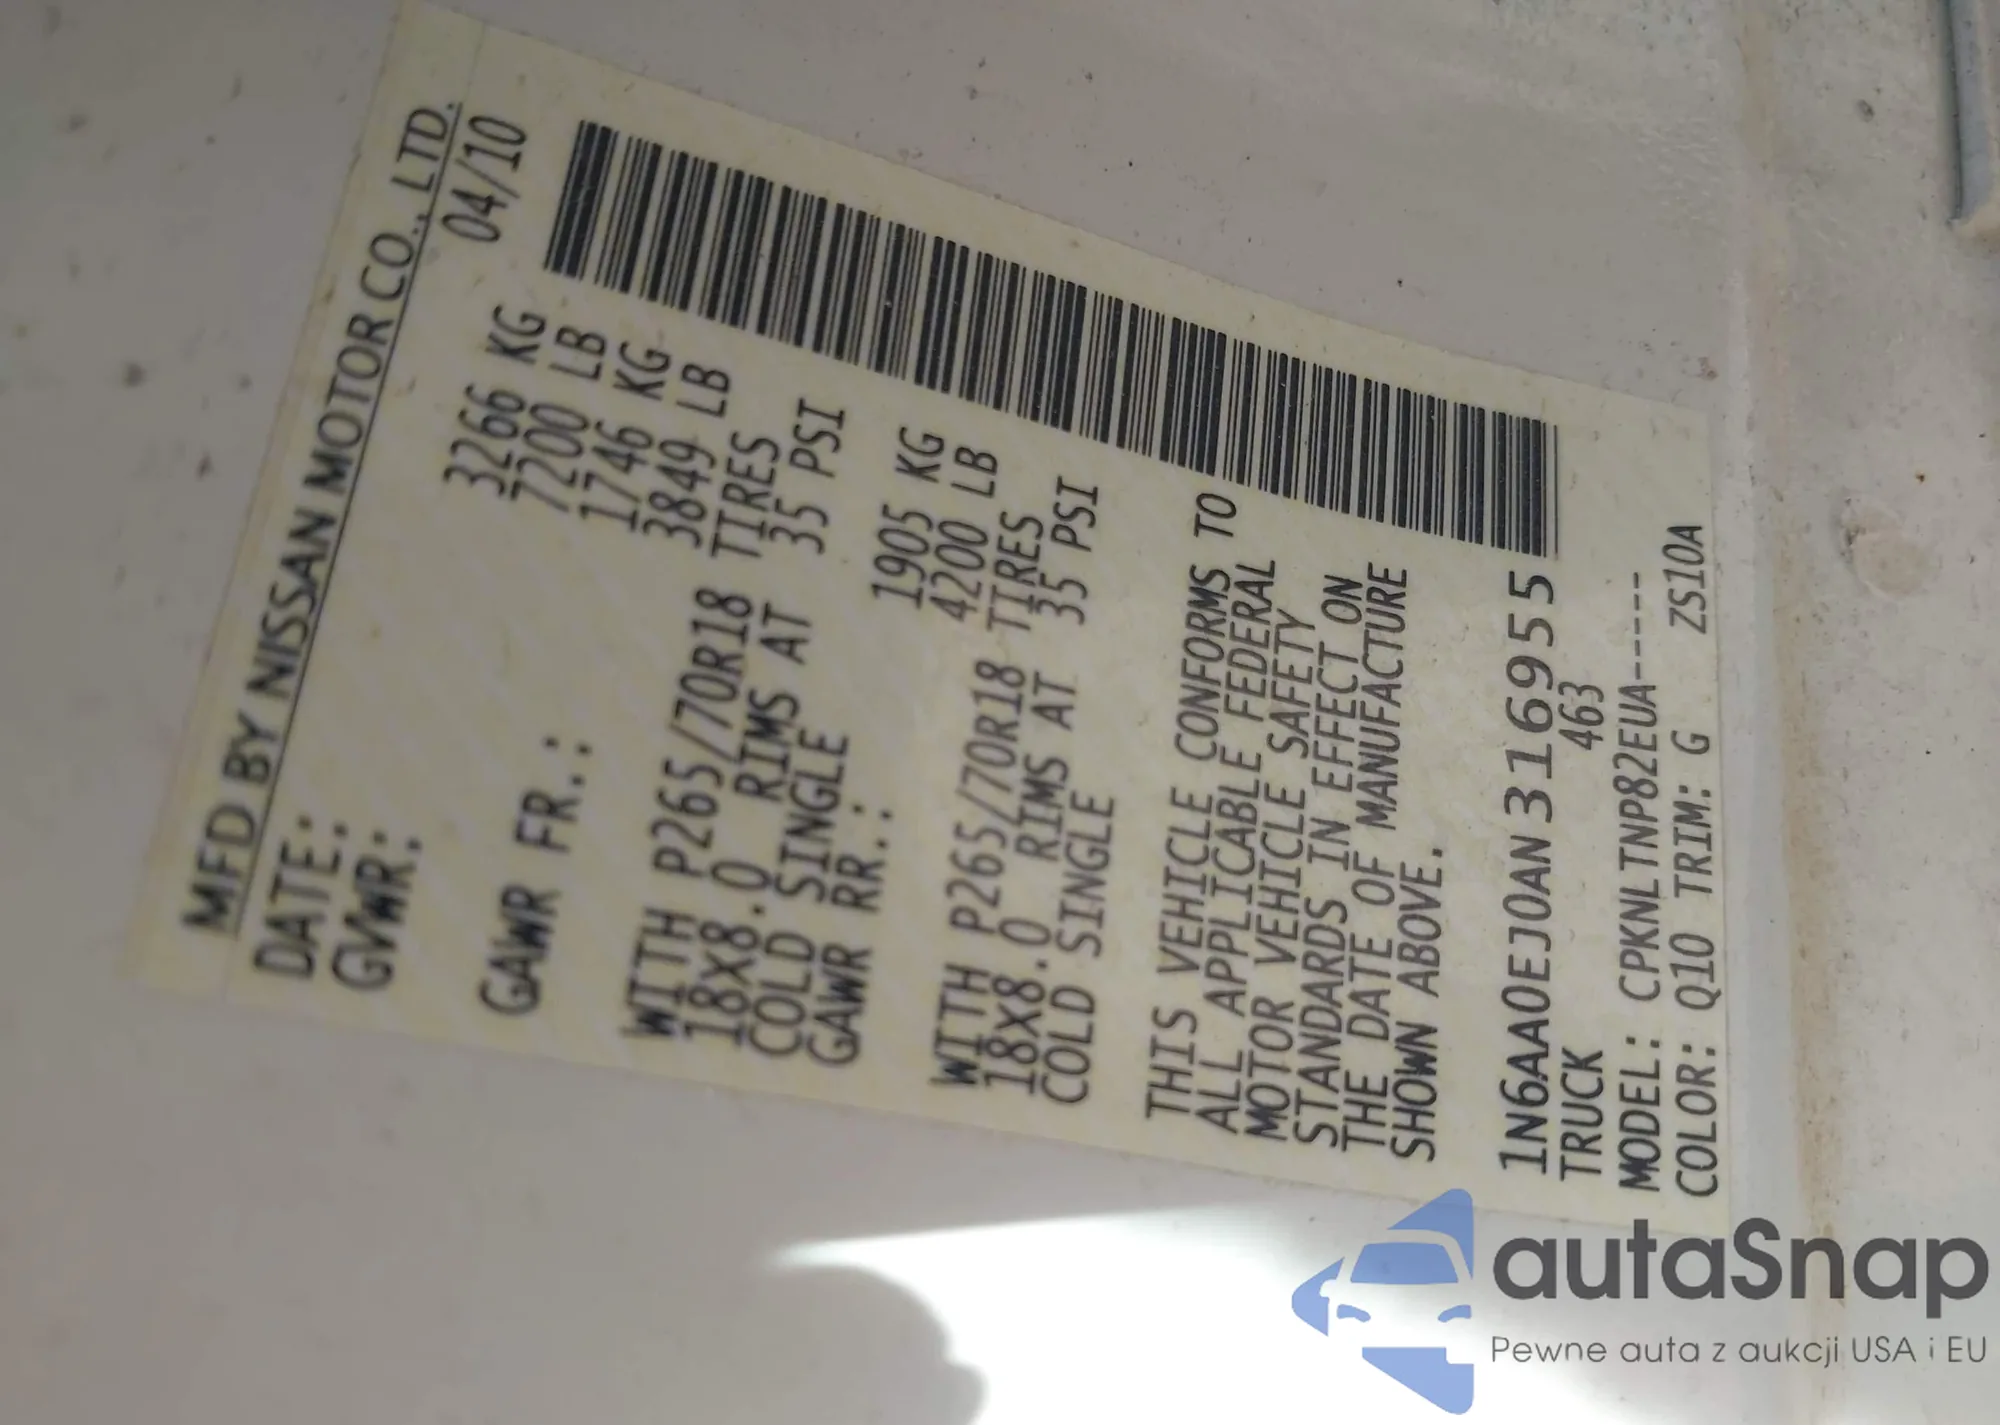 MFD BY NISSAN MOTOR CO., LTD.
DATE: 04/10
GVWR: 3266 KG
7200 LB
GAWR FR.: 1746 KG
3849 LB
WITH P265/70R18 TIRES
18X8.0 RIMS AT 35 PSI
COLD SINGLE
GAWR RR.: 1905 KG
4200 LB
WITH P265/70R18 TIRES
18X8.0 RIMS AT 35 PSI
COLD SINGLE
THIS VEHICLE CONFORMS TO
ALL APPLICABLE FEDERAL
MOTOR VEHICLE SAFETY
STANDARDS IN EFFECT ON
THE DATE OF MANUFACTURE
SHOWN ABOVE.
1N6AA0EJ0AN316955
TRUCK 463
MODEL: CPKNLTNP82EUA-----
COLOR: Q10 TRIM: G ZS10A
autaSnap
Pewne auta z aukcji USA i EU